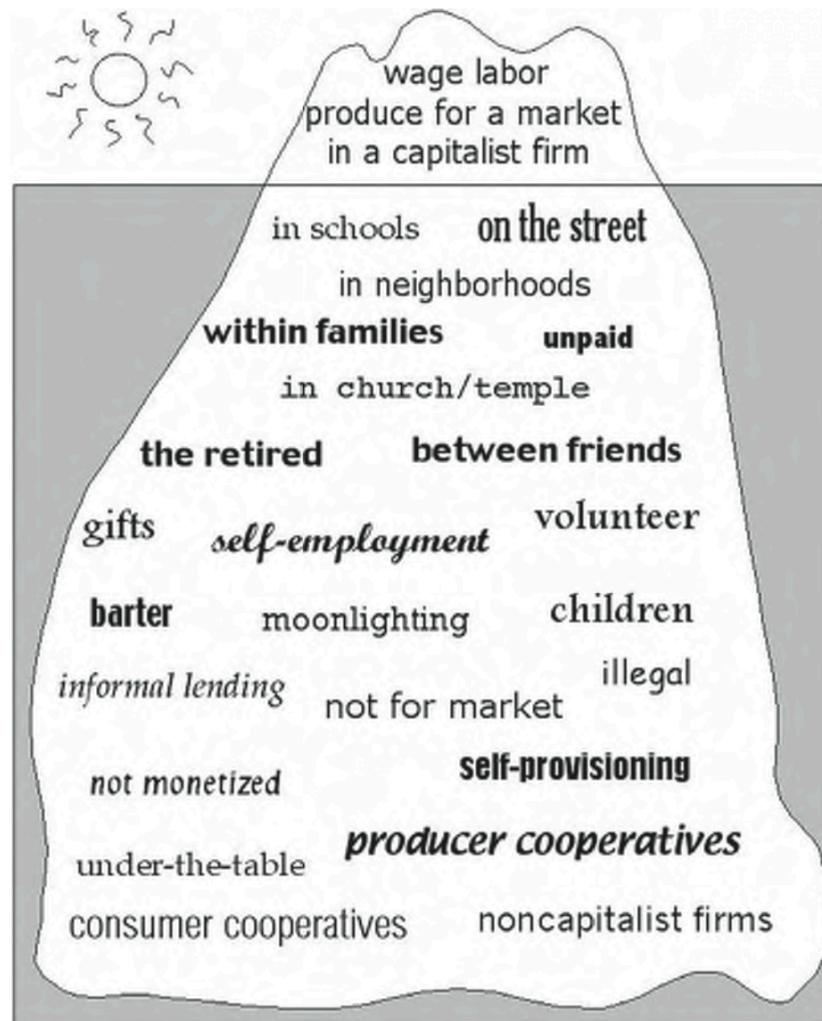 wage labor
produce for a market
in a capitalist firm
in schools on the street
in neighborhoods
within families unpaid
in church/temple
the retired between friends
gifts self-employment volunteer
barter moonlighting children
informal lending not for market illegal
not monetized self-provisioning
under-the-table producer cooperatives
consumer cooperatives noncapitalist firms